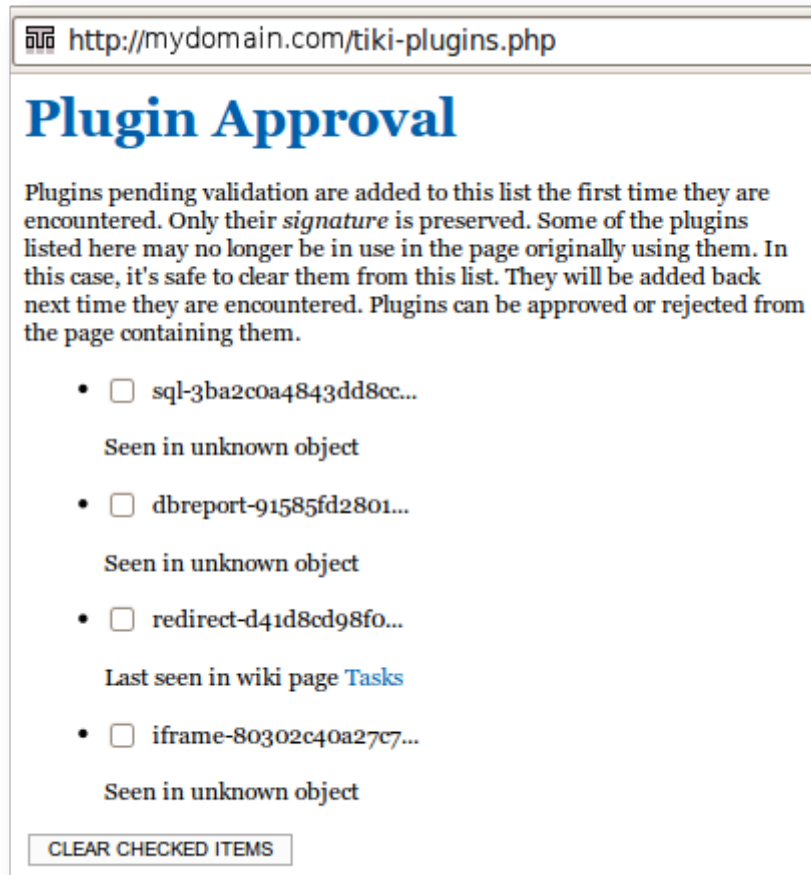 http://mydomain.com/tiki-plugins.php
Plugin Approval
Plugins pending validation are added to this list the first time they are
encountered. Only their signature is preserved. Some of the plugins
listed here may no longer be in use in the page originally using them. In
this case, it's safe to clear them from this list. They will be added back
next time they are encountered. Plugins can be approved or rejected from
the page containing them.
• sql-3ba2c0a4843dd8cc...
Seen in unknown object
• dbreport-91585fd2801...
Seen in unknown object
• redirect-d41d8cd98f0...
Last seen in wiki page Tasks
• iframe-80302c40a27c7...
Seen in unknown object
CLEAR CHECKED ITEMS